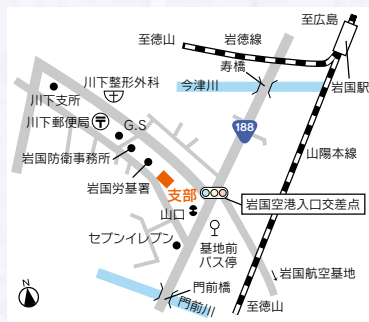 至広島
至徳山
岩徳線
寿橋
川下整形外科
今津川
岩国駅
川下支所
川下郵便局
G.S
188
岩国防衛事務所
山陽本線
岩国労基署
支部
岩国空港入口交差点
山口
セブンイレブン
基地前
バス停
岩国航空基地
門前橋
門前川
至徳山
N